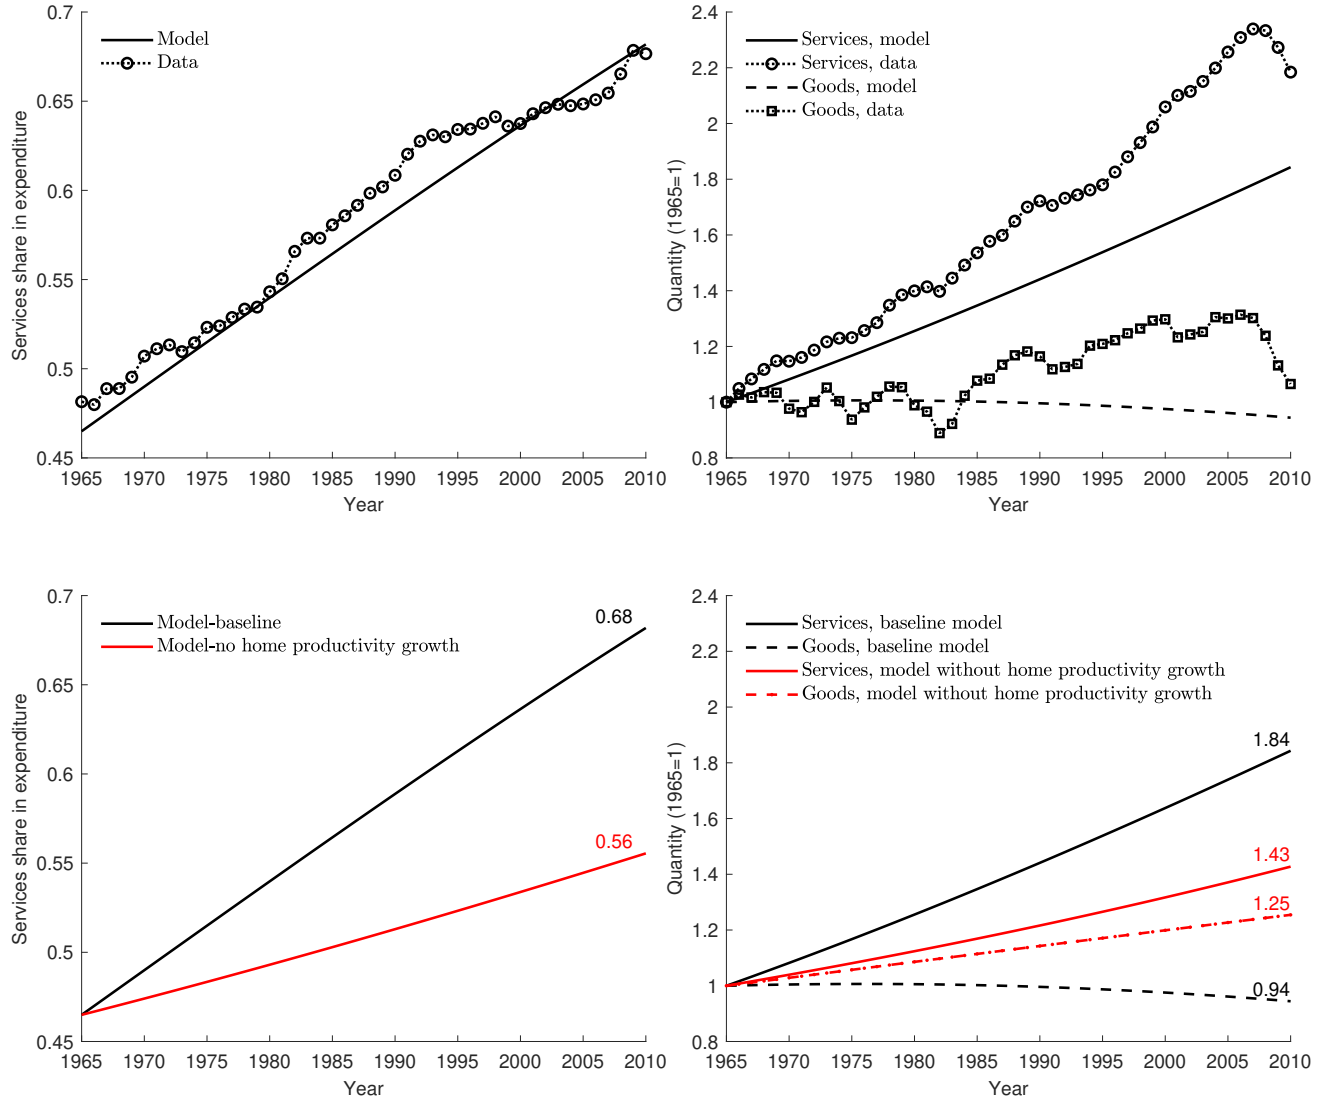 Model
Data
0.7
0.65
0.6
0.55
0.5
0.45
Services share in expenditure
1965 1970 1975 1980 1985 1990 1995 2000 2005 2010
Year
Services, model
Services, data
Goods, model
Goods, data
2.4
2.2
2
1.8
1.6
1.4
1.2
1
0.8
Quantity (1965=1)
1965 1970 1975 1980 1985 1990 1995 2000 2005 2010
Year
Model-baseline
Model-no home productivity growth
0.68
0.56
0.7
0.65
0.6
0.55
0.5
0.45
Services share in expenditure
1965 1970 1975 1980 1985 1990 1995 2000 2005 2010
Year
Services, baseline model
Goods, baseline model
Services, model without home productivity growth
Goods, model without home productivity growth
1.84
1.43
1.25
0.94
2.4
2.2
2
1.8
1.6
1.4
1.2
1
0.8
Quantity (1965=1)
1965 1970 1975 1980 1985 1990 1995 2000 2005 2010
Year